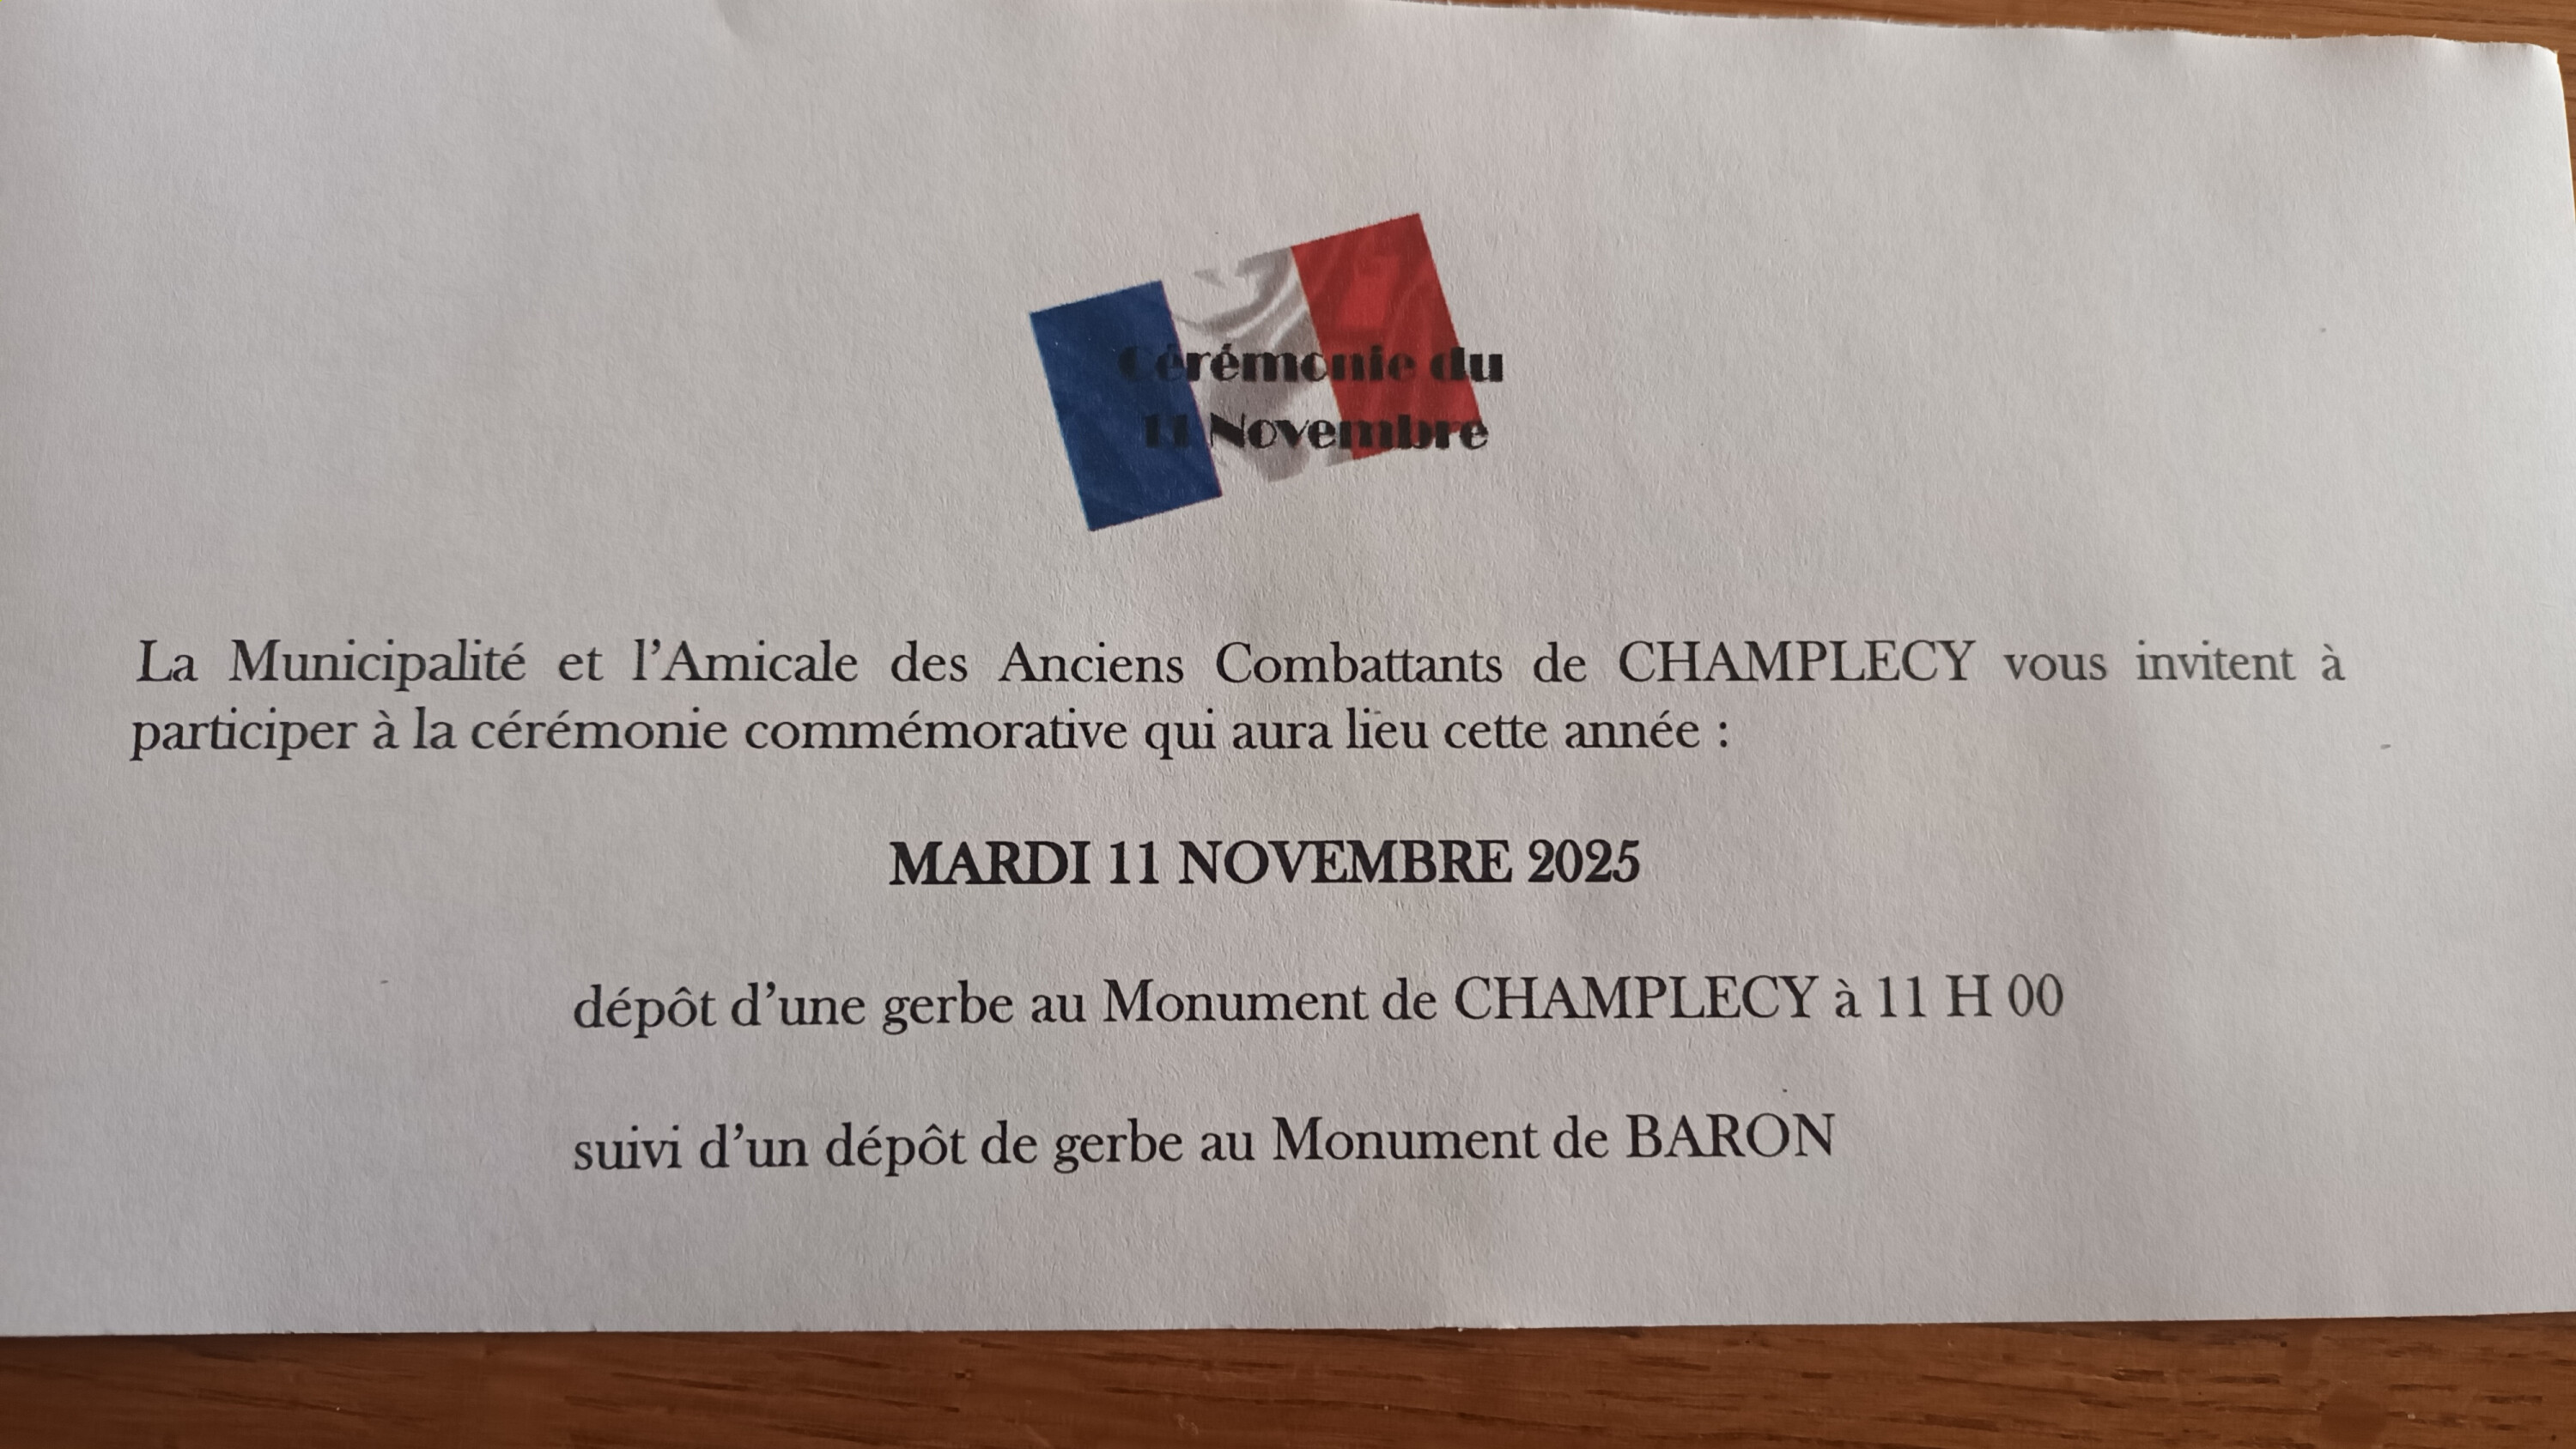 Cérémonie du
11 Novembre
La Municipalité et l’Amicale des Anciens Combattants de CHAMPLECY vous invitent à
participer à la cérémonie commémorative qui aura lieu cette année :
MARDI 11 NOVEMBRE 2025
dépôt d’une gerbe au Monument de CHAMPLECY à 11 H 00
suivi d’un dépôt de gerbe au Monument de BARON